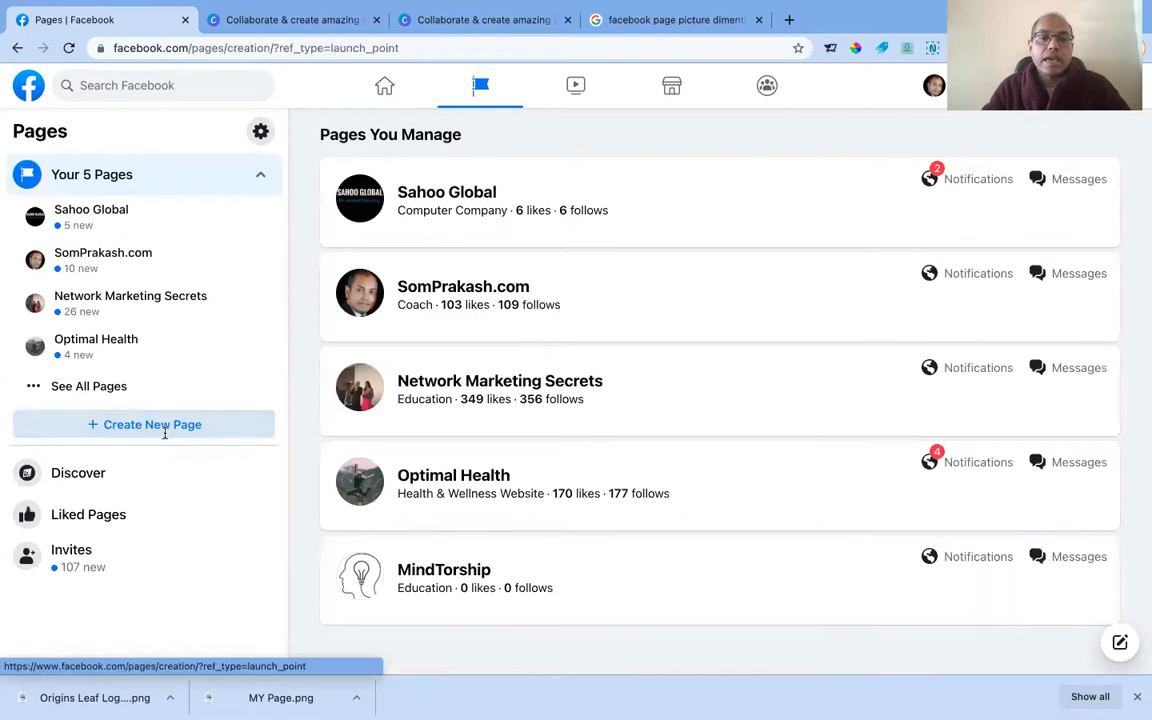 Pages | Facebook
Collaborate & create amazing
Collaborate & create amazing
facebook page picture dimenti
facebook.com/pages/creation/?ref_type=launch_point
Search Facebook
Pages
Your 5 Pages
Sahoo Global
5 new
SomPrakash.com
10 new
Network Marketing Secrets
26 new
Optimal Health
4 new
See All Pages
+ Create New Page
Discover
Liked Pages
Invites
107 new
Pages You Manage
Sahoo Global
Computer Company · 6 likes · 6 follows
2
Notifications
Messages
SomPrakash.com
Coach · 103 likes · 109 follows
Notifications
Messages
Network Marketing Secrets
Education · 349 likes · 356 follows
Notifications
Messages
Optimal Health
Health & Wellness Website · 170 likes · 177 follows
4
Notifications
Messages
MindTorship
Education · 0 likes · 0 follows
Notifications
Messages
https://www.facebook.com/pages/creation/?ref_type=launch_point
Origins Leaf Log....png
MY Page.png
Show all